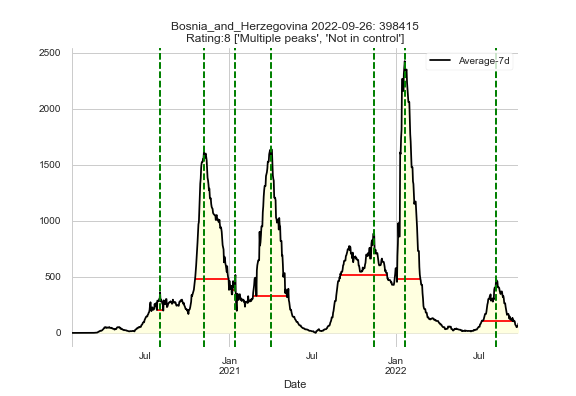 Bosnia_and_Herzegovina 2022-09-26: 398415
Rating:8 ['Multiple peaks', 'Not in control']
Average-7d
2500
2000
1500
1000
500
0
Jul
Jan
2021
Jul
Jan
2022
Jul
Date